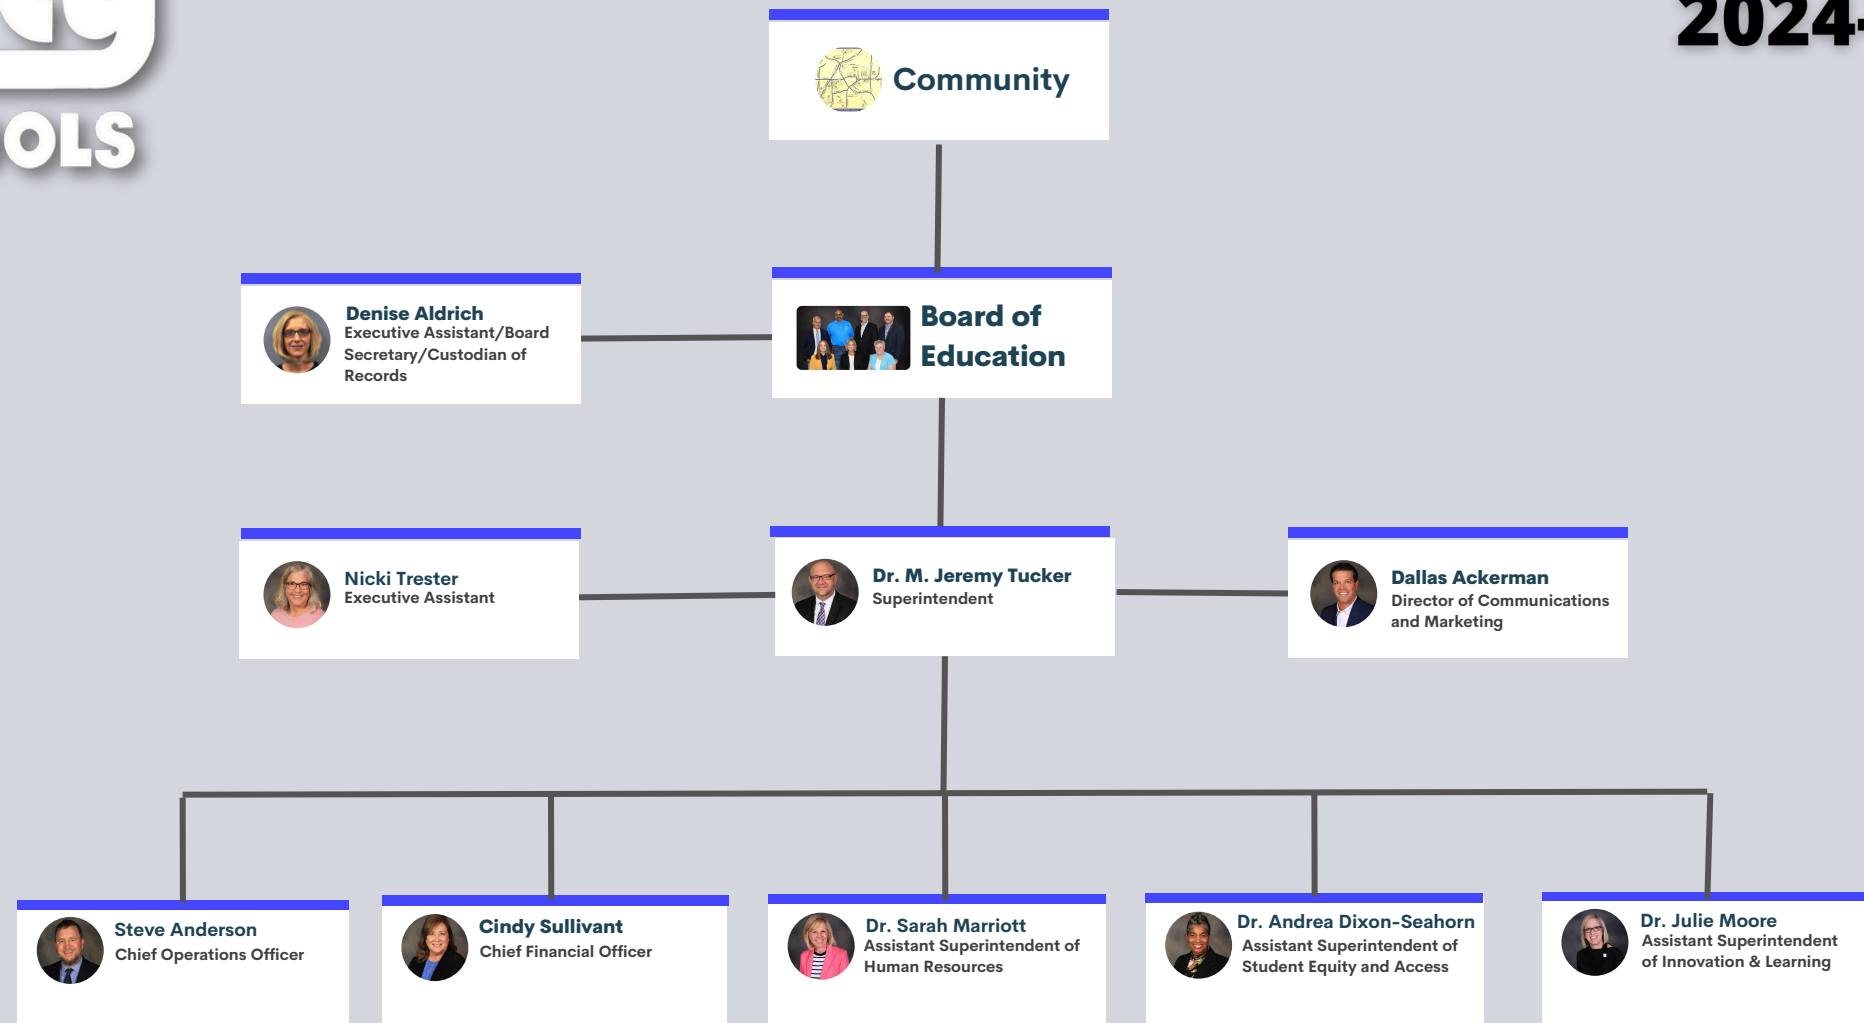 2024-
OLS
Community
Denise Aldrich
Executive Assistant/Board
Secretary/Custodian of
Records
Board of
Education
Nicki Trester
Executive Assistant
Dr. M. Jeremy Tucker
Superintendent
Dallas Ackerman
Director of Communications
and Marketing
Steve Anderson
Chief Operations Officer
Cindy Sullivant
Chief Financial Officer
Dr. Sarah Marriott
Assistant Superintendent of
Human Resources
Dr. Andrea Dixon-Seahorn
Assistant Superintendent of
Student Equity and Access
Dr. Julie Moore
Assistant Superintendent
of Innovation & Learning